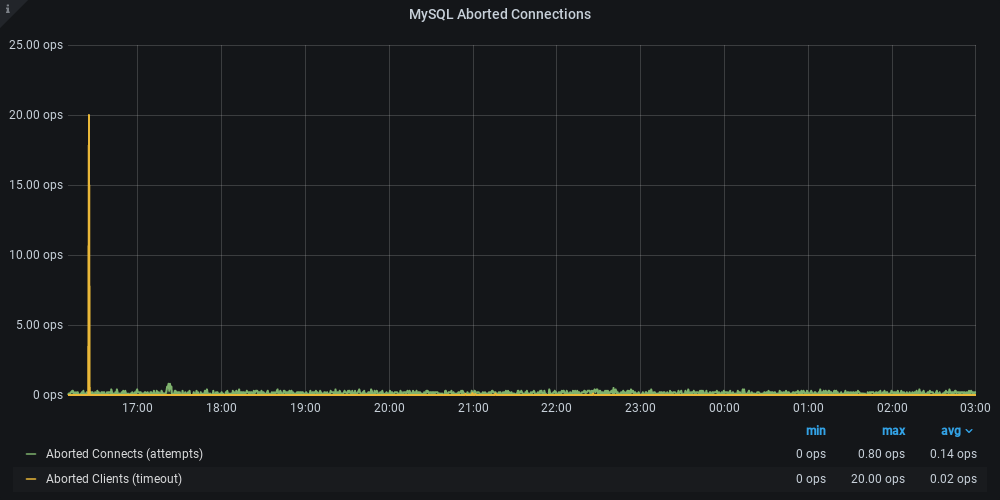 i
MySQL Aborted Connections
25.00 ops
20.00 ops
15.00 ops
10.00 ops
5.00 ops
0 ops
17:00 18:00 19:00 20:00 21:00 22:00 23:00 00:00 01:00 02:00 03:00
min max avg
Aborted Connects (attempts) 0 ops 0.80 ops 0.14 ops
Aborted Clients (timeout) 0 ops 20.00 ops 0.02 ops